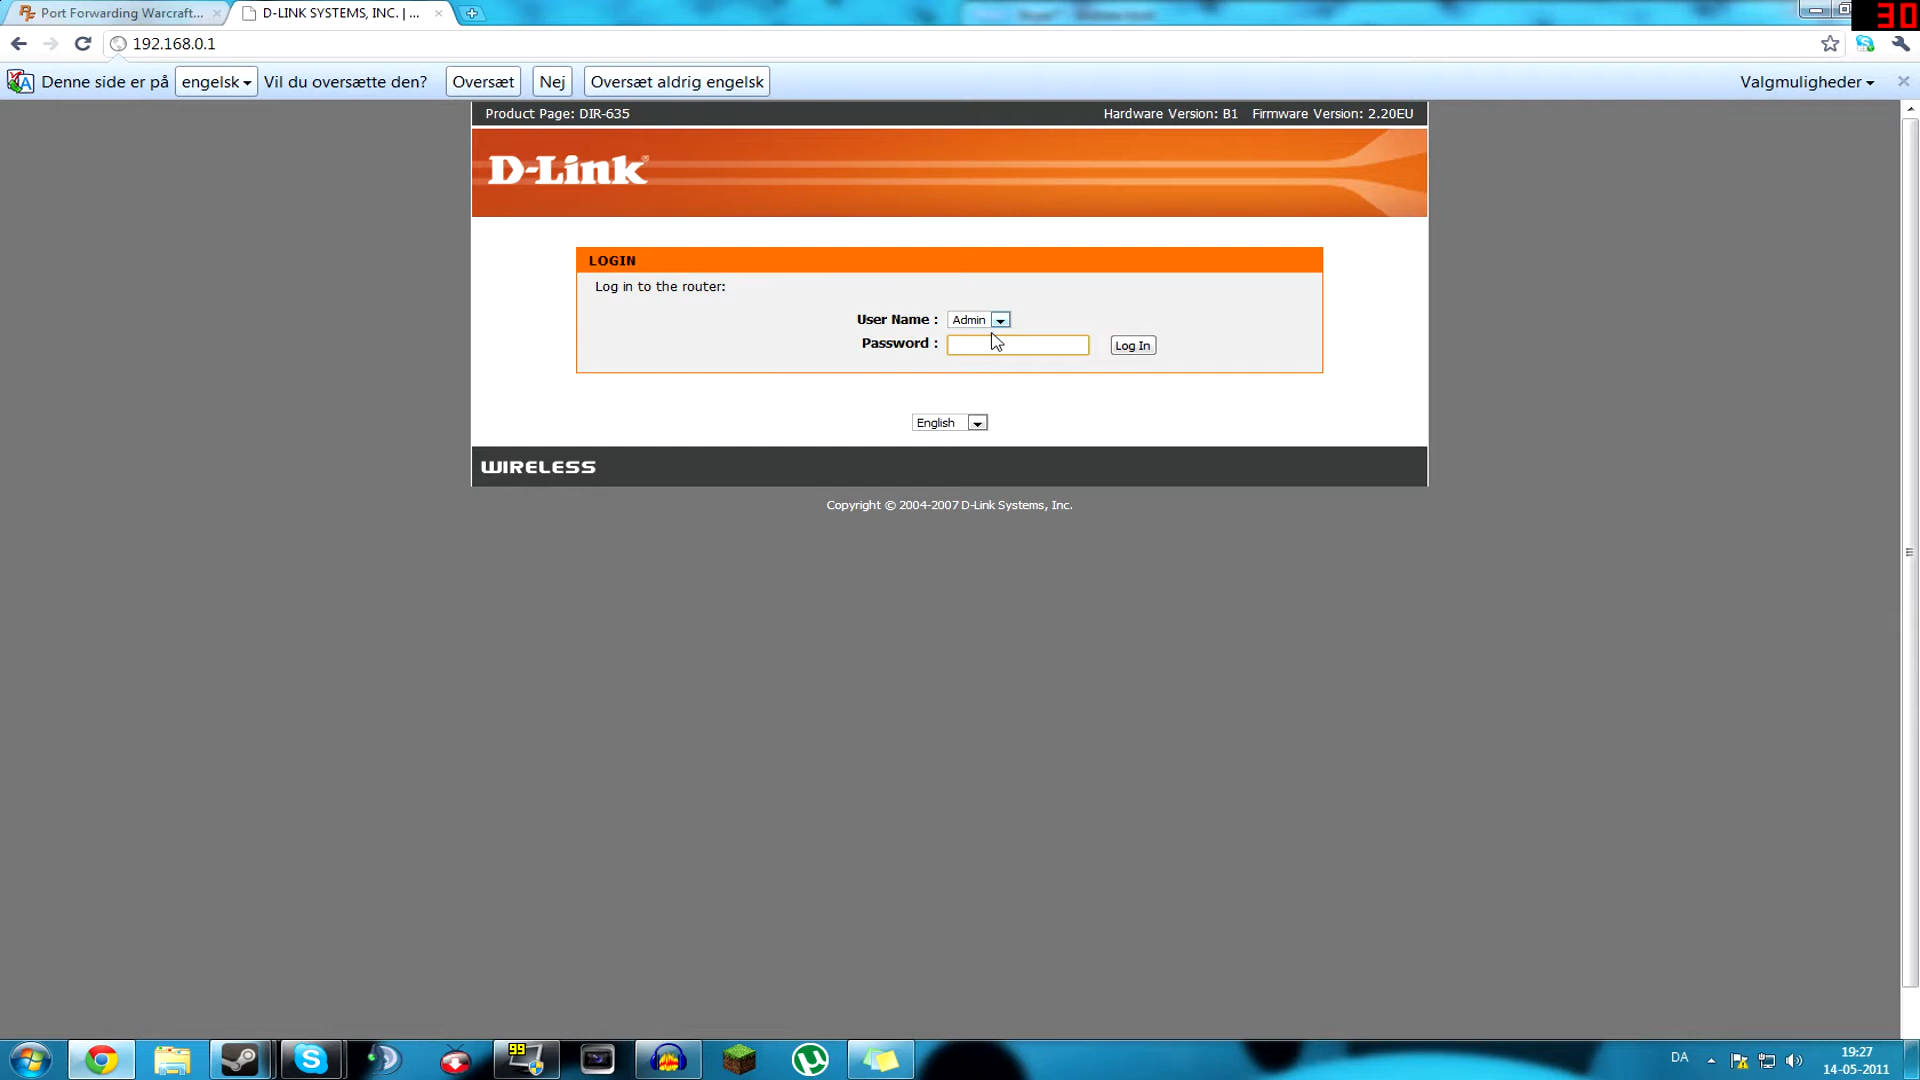 Port Forwarding Warcraft...
D-LINK SYSTEMS, INC. | ...
30
192.168.0.1
Denne side er på engelsk Vil du oversætte den? Oversæt Nej Oversæt aldrig engelsk Valgmuligheder
Product Page: DIR-635 Hardware Version: B1 Firmware Version: 2.20EU
D-Link
LOGIN
Log in to the router:
User Name : Admin
Password : Log In
English
WIRELESS
Copyright © 2004-2007 D-Link Systems, Inc.
99
DA
19:27
14-05-2011